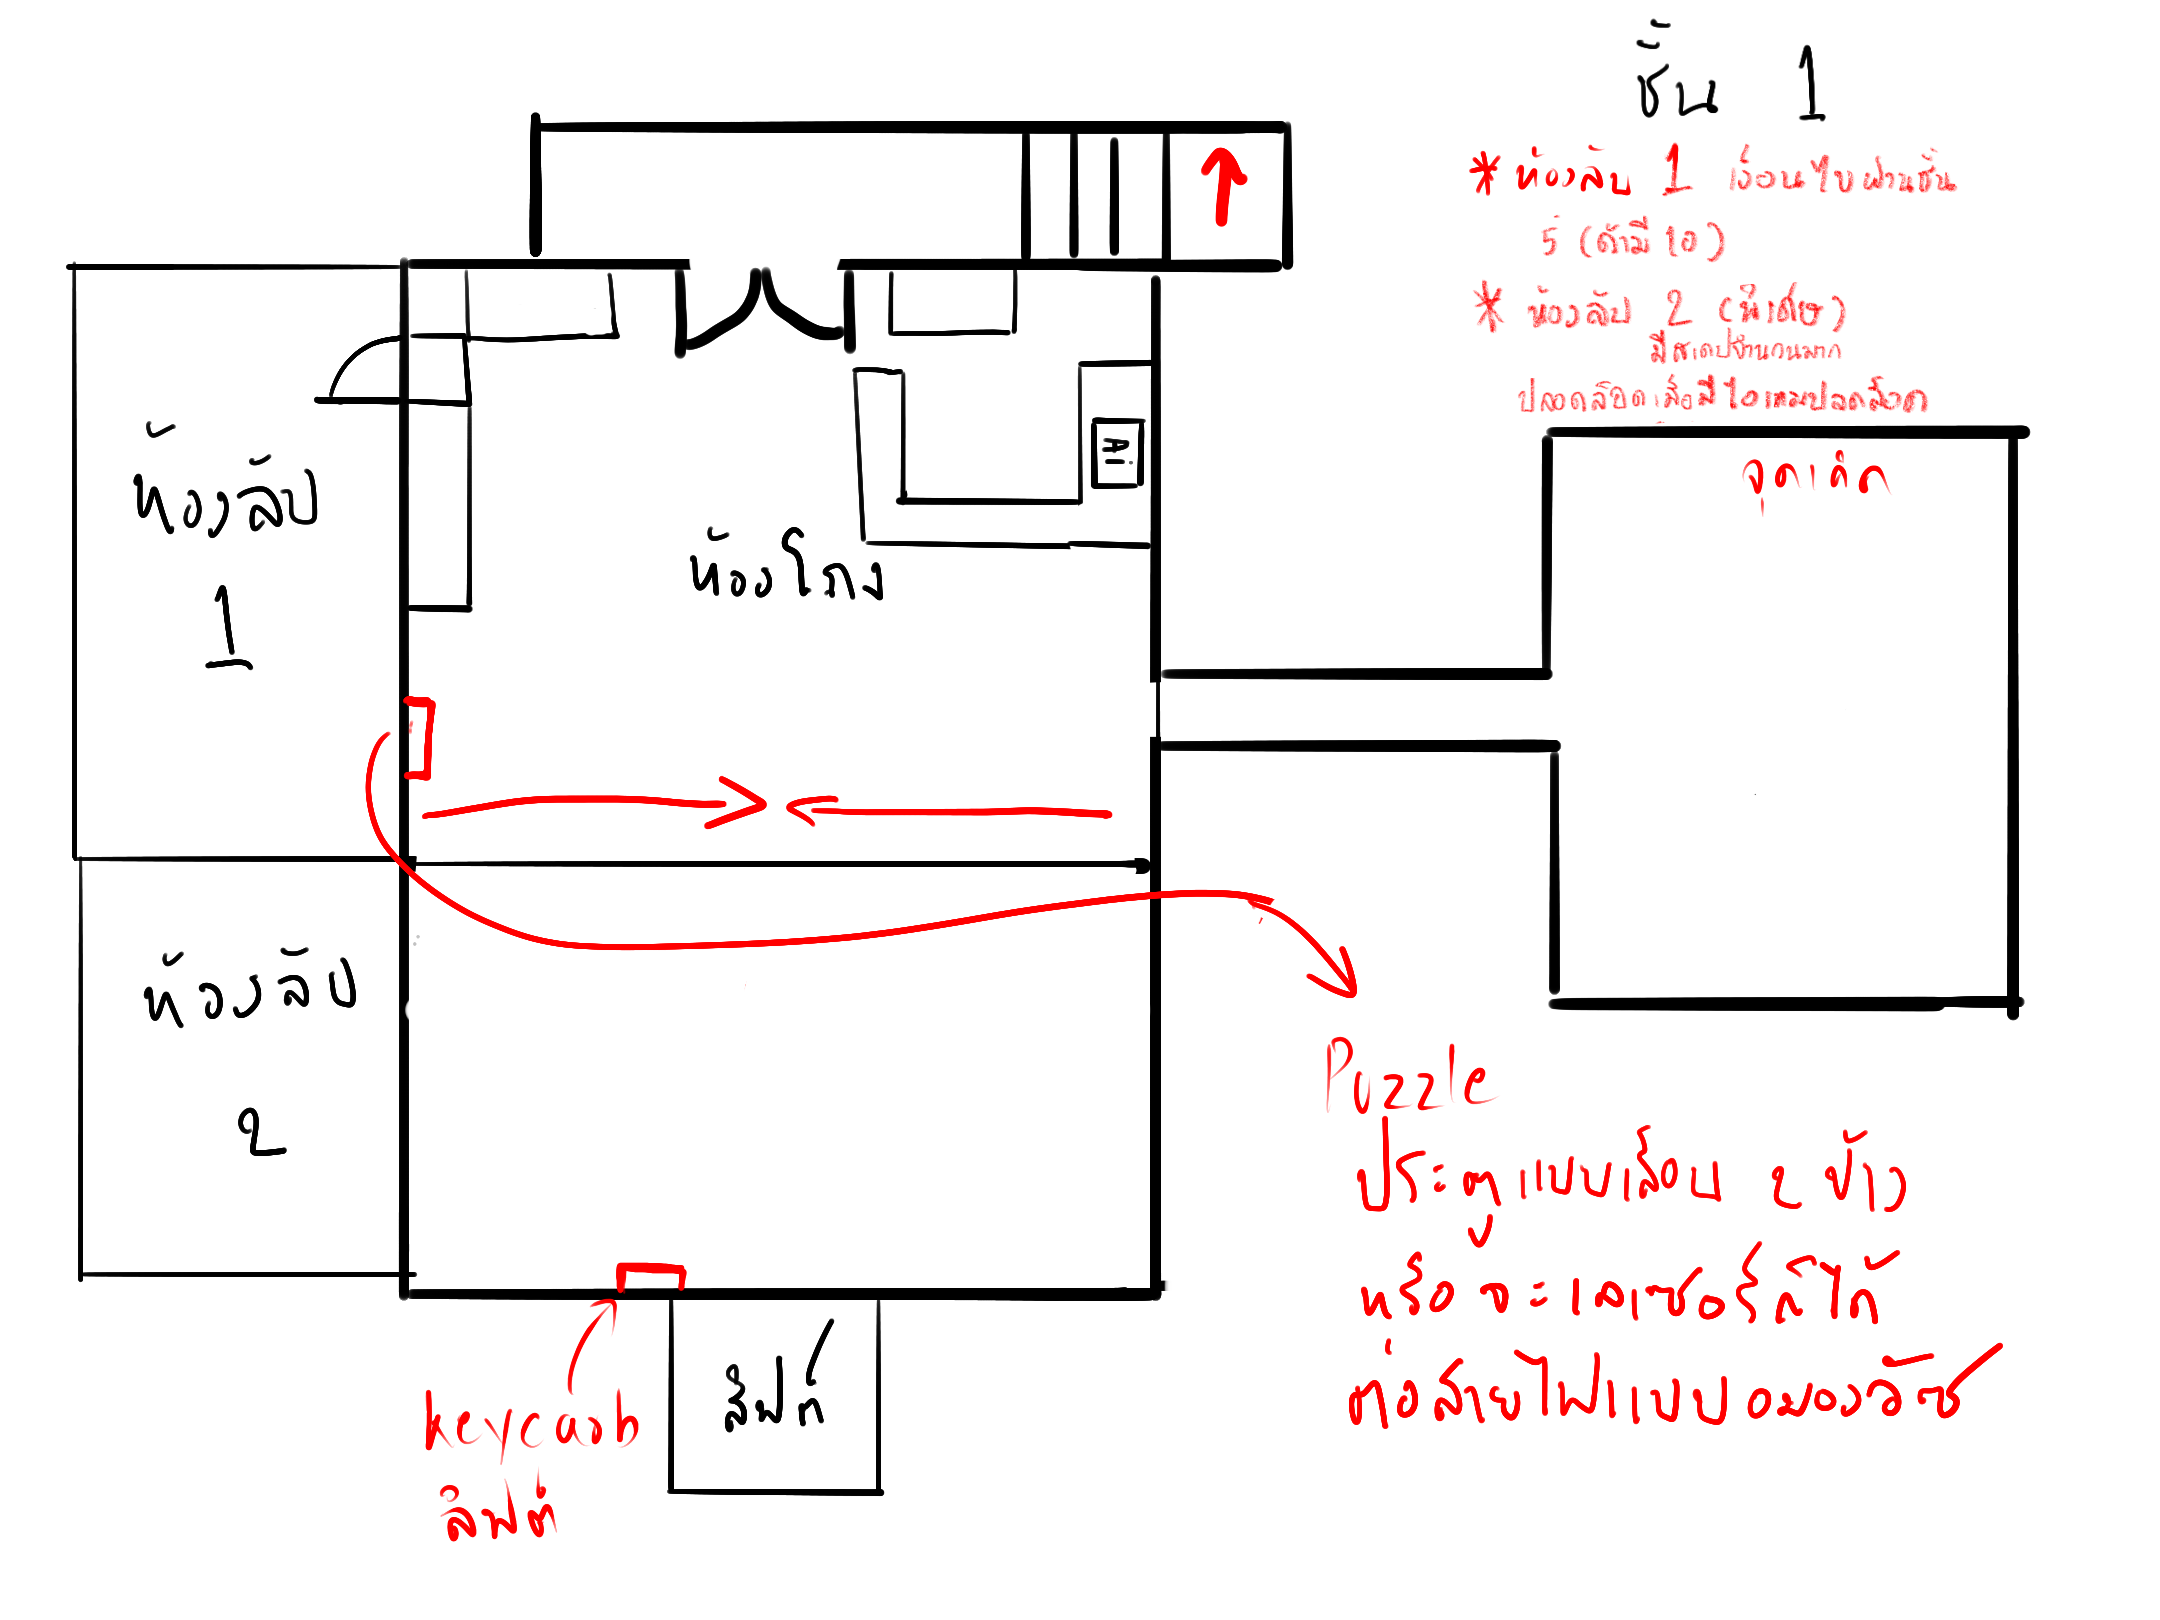 ชั้น 1
*ห้องลับ 1 เงื่อนไขผ่านชั้น
5 (ถ้ามี 10)
* ห้องลับ 2 (พิเศษ)
มีสเตปจำนวนมาก
ปลดล็อคเมื่อมีไอเทมปลดล็อค
จุดเกิด
ห้องลับ
1
ห้องโถง
ห้องลับ
2
Puzzle
ประตูแบบเลื่อน 2 ข้าง
หรือจะเลเซอร์ก็ได้
ต่อสายไฟแบบอมองอัซ
keycard
ลิฟต์
ลิฟต์